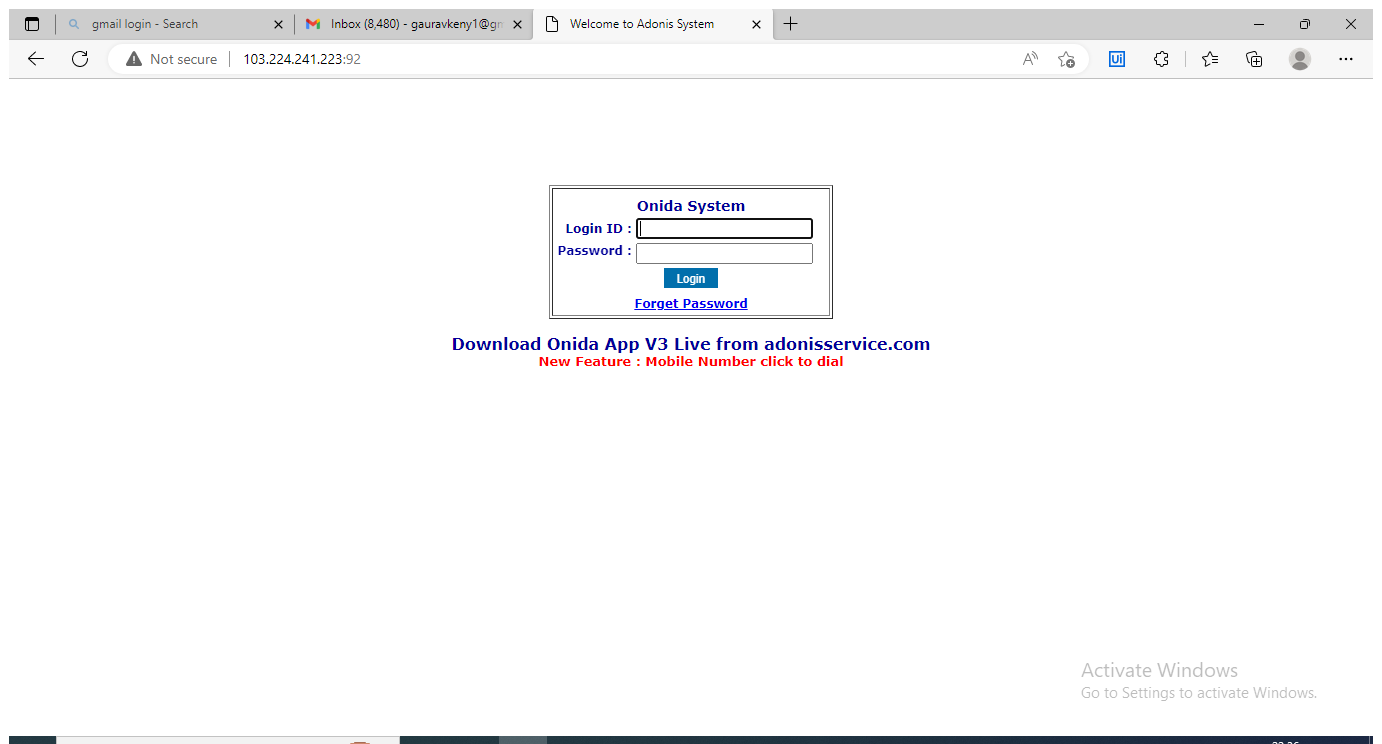 gmail login - Search
Inbox (8,480) - gauravkeny1@gm
Welcome to Adonis System
Not secure
103.224.241.223:92
Ui
Onida System
Login ID :
Password :
Login
Forget Password
Download Onida App V3 Live from adonisservice.com
New Feature : Mobile Number click to dial
Activate Windows
Go to Settings to activate Windows.